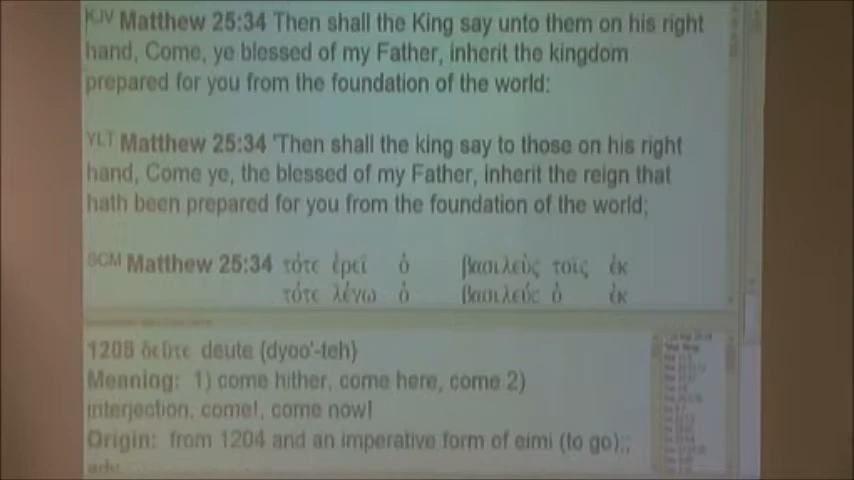 KJV Matthew 25:34 Then shall the King say unto them on his right
hand, Come, ye blessed of my Father, inherit the kingdom
prepared for you from the foundation of the world:
YLT Matthew 25:34 'Then shall the king say to those on his right
hand, Come ye, the blessed of my Father, inherit the reign that
hath been prepared for you from the foundation of the world;
SCM Matthew 25:34 τότε ἐρεῖ ὁ βασιλεὺς τοῖς ἐκ
τότε λέγω ὁ βασιλεύς ὁ ἐκ
1205 δεῦτε deute {dyoo'-teh}
Meaning: 1) come hither, come here, come 2)
interjection, come!, come now!
Origin: from 1204 and an imperative form of eimi (to go);;
adv